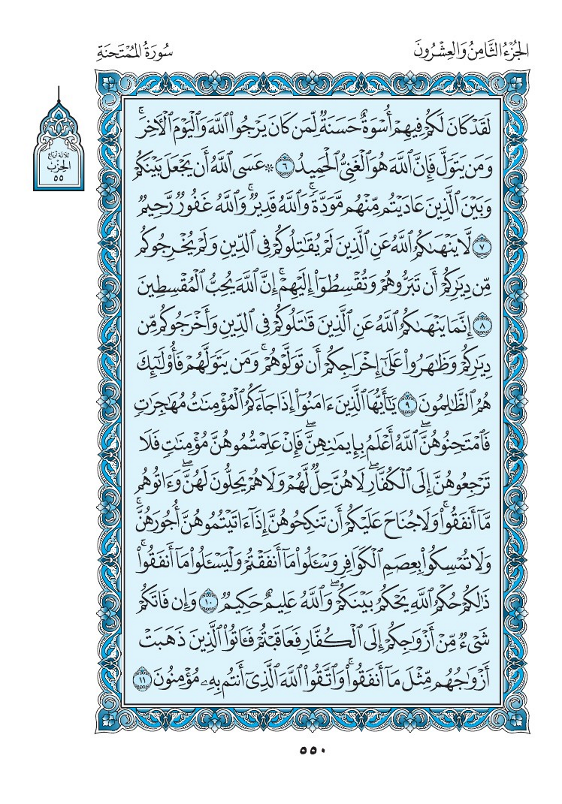 الجُزْءُ الثَّامِنُ وَالعِشْرُونَ
سُورَةُ المُمْتَحنَةِ
ثلاثة أرباع
الحِزْب
٥٥
لَقَدْ كَانَ لَكُمْ فِيهِمْ أُسْوَةٌ حَسَنَةٌ لِّمَن كَانَ يَرْجُواْ ٱللَّهَ وَٱلْيَوْمَ ٱلْأَخِرَۚ
وَمَن يَتَوَلَّ فَإِنَّ ٱللَّهَ هُوَ ٱلْغَنِيُّ ٱلْحَمِيدُ ٦ ۞ عَسَى ٱللَّهُ أَن يَجْعَلَ بَيْنَكُمْ
وَبَيْنَ ٱلَّذِينَ عَادَيْتُم مِّنْهُم مَّوَدَّةًۚ وَٱللَّهُ قَدِيرٌۚ وَٱللَّهُ غَفُورٌ رَّحِيمٌ
٧ لَّا يَنْهَىٰكُمُ ٱللَّهُ عَنِ ٱلَّذِينَ لَمْ يُقَٰتِلُوكُمْ فِي ٱلدِّينِ وَلَمْ يُخْرِجُوكُم
مِّن دِيَٰرِكُمْ أَن تَبَرُّوهُمْ وَتُقْسِطُوٓاْ إِلَيْهِمْۚ إِنَّ ٱللَّهَ يُحِبُّ ٱلْمُقْسِطِينَ
٨ إِنَّمَا يَنْهَىٰكُمُ ٱللَّهُ عَنِ ٱلَّذِينَ قَٰتَلُوكُمْ فِي ٱلدِّينِ وَأَخْرَجُوكُم مِّن
دِيَٰرِكُمْ وَظَٰهَرُواْ عَلَىٰٓ إِخْرَاجِكُمْ أَن تَوَلَّوْهُمْۚ وَمَن يَتَوَلَّهُمْ فَأُوْلَٰٓئِكَ
هُمُ ٱلظَّٰلِمُونَ ٩ يَٰٓأَيُّهَا ٱلَّذِينَ ءَامَنُوٓاْ إِذَا جَآءَكُمُ ٱلْمُؤْمِنَٰتُ مُهَٰجِرَٰتٍ
فَٱمْتَحِنُوهُنَّۖ ٱللَّهُ أَعْلَمُ بِإِيمَٰنِهِنَّۖ فَإِنْ عَلِمْتُمُوهُنَّ مُؤْمِنَٰتٍ فَلَا
تَرْجِعُوهُنَّ إِلَى ٱلْكُفَّارِۖ لَا هُنَّ حِلٌّ لَّهُمْ وَلَا هُمْ يَحِلُّونَ لَهُنَّۖ وَءَاتُوهُم
مَّآ أَنفَقُواْۚ وَلَا جُنَاحَ عَلَيْكُمْ أَن تَنكِحُوهُنَّ إِذَآ ءَاتَيْتُمُوهُنَّ أُجُورَهُنَّۚ
وَلَا تُمْسِكُواْ بِعِصَمِ ٱلْكَوَافِرِ وَسْـَٔلُواْ مَآ أَنفَقْتُمْ وَلْيَسْـَٔلُواْ مَآ أَنفَقُواْۚ
ذَٰلِكُمْ حُكْمُ ٱللَّهِ يَحْكُمُ بَيْنَكُمْۖ وَٱللَّهُ عَلِيمٌ حَكِيمٌ ١٠ وَإِن فَاتَكُمْ
شَيْءٌ مِّنْ أَزْوَٰجِكُمْ إِلَى ٱلْكُفَّارِ فَعَاقَبْتُمْ فَـَٔاتُواْ ٱلَّذِينَ ذَهَبَتْ
أَزْوَٰجُهُم مِّثْلَ مَآ أَنفَقُواْۚ وَٱتَّقُواْ ٱللَّهَ ٱلَّذِيٓ أَنتُم بِهِۦ مُؤْمِنُونَ ١١
٥٥٠